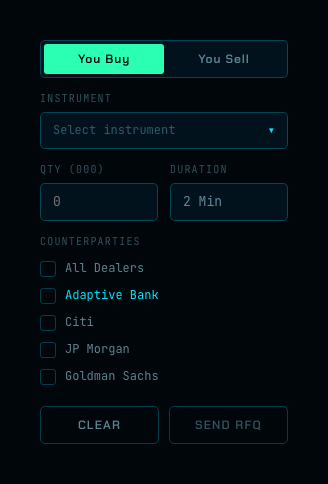 You Buy You Sell
INSTRUMENT
Select instrument
QTY (000) DURATION
0 2 Min
COUNTERPARTIES
All Dealers
Adaptive Bank
Citi
JP Morgan
Goldman Sachs
CLEAR SEND RFQ